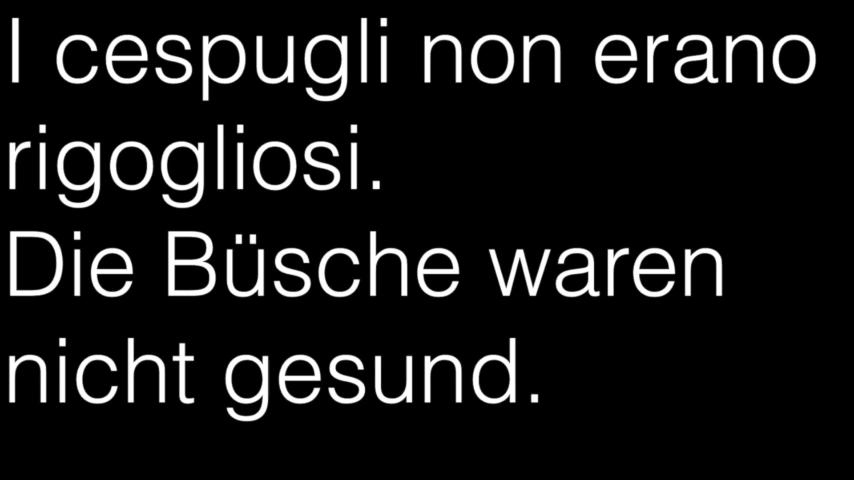 I cespugli non erano
rigogliosi.
Die Büsche waren
nicht gesund.